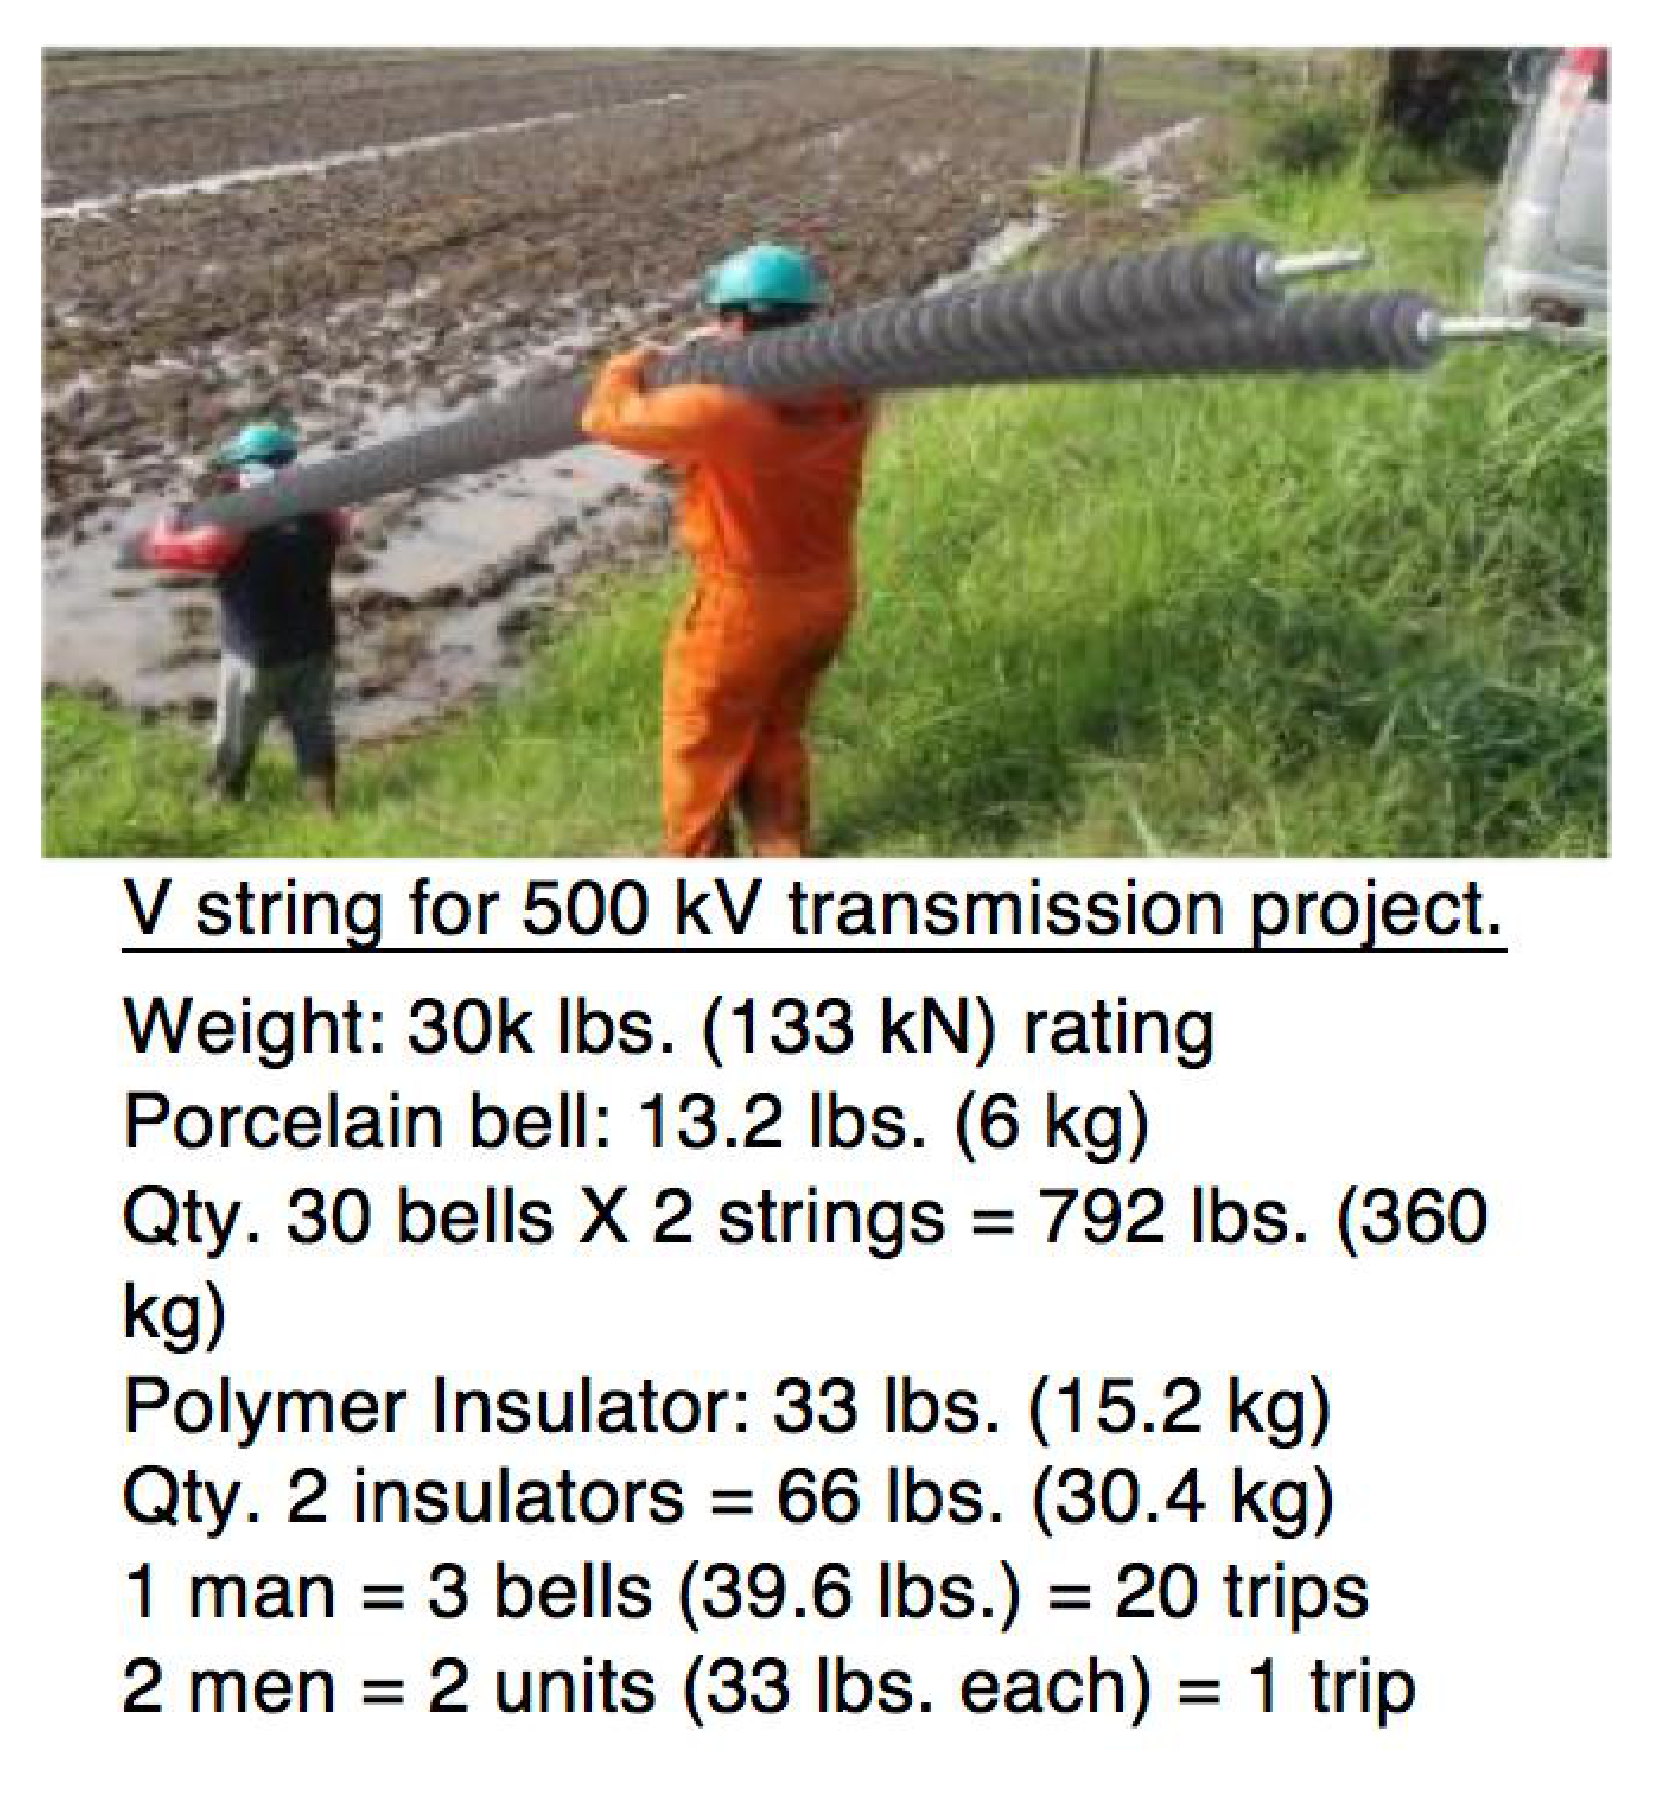 V string for 500 kV transmission project.
Weight: 30k lbs. (133 kN) rating
Porcelain bell: 13.2 lbs. (6 kg)
Qty. 30 bells X 2 strings = 792 lbs. (360
kg)
Polymer Insulator: 33 lbs. (15.2 kg)
Qty. 2 insulators = 66 lbs. (30.4 kg)
1 man = 3 bells (39.6 lbs.) = 20 trips
2 men = 2 units (33 lbs. each) = 1 trip